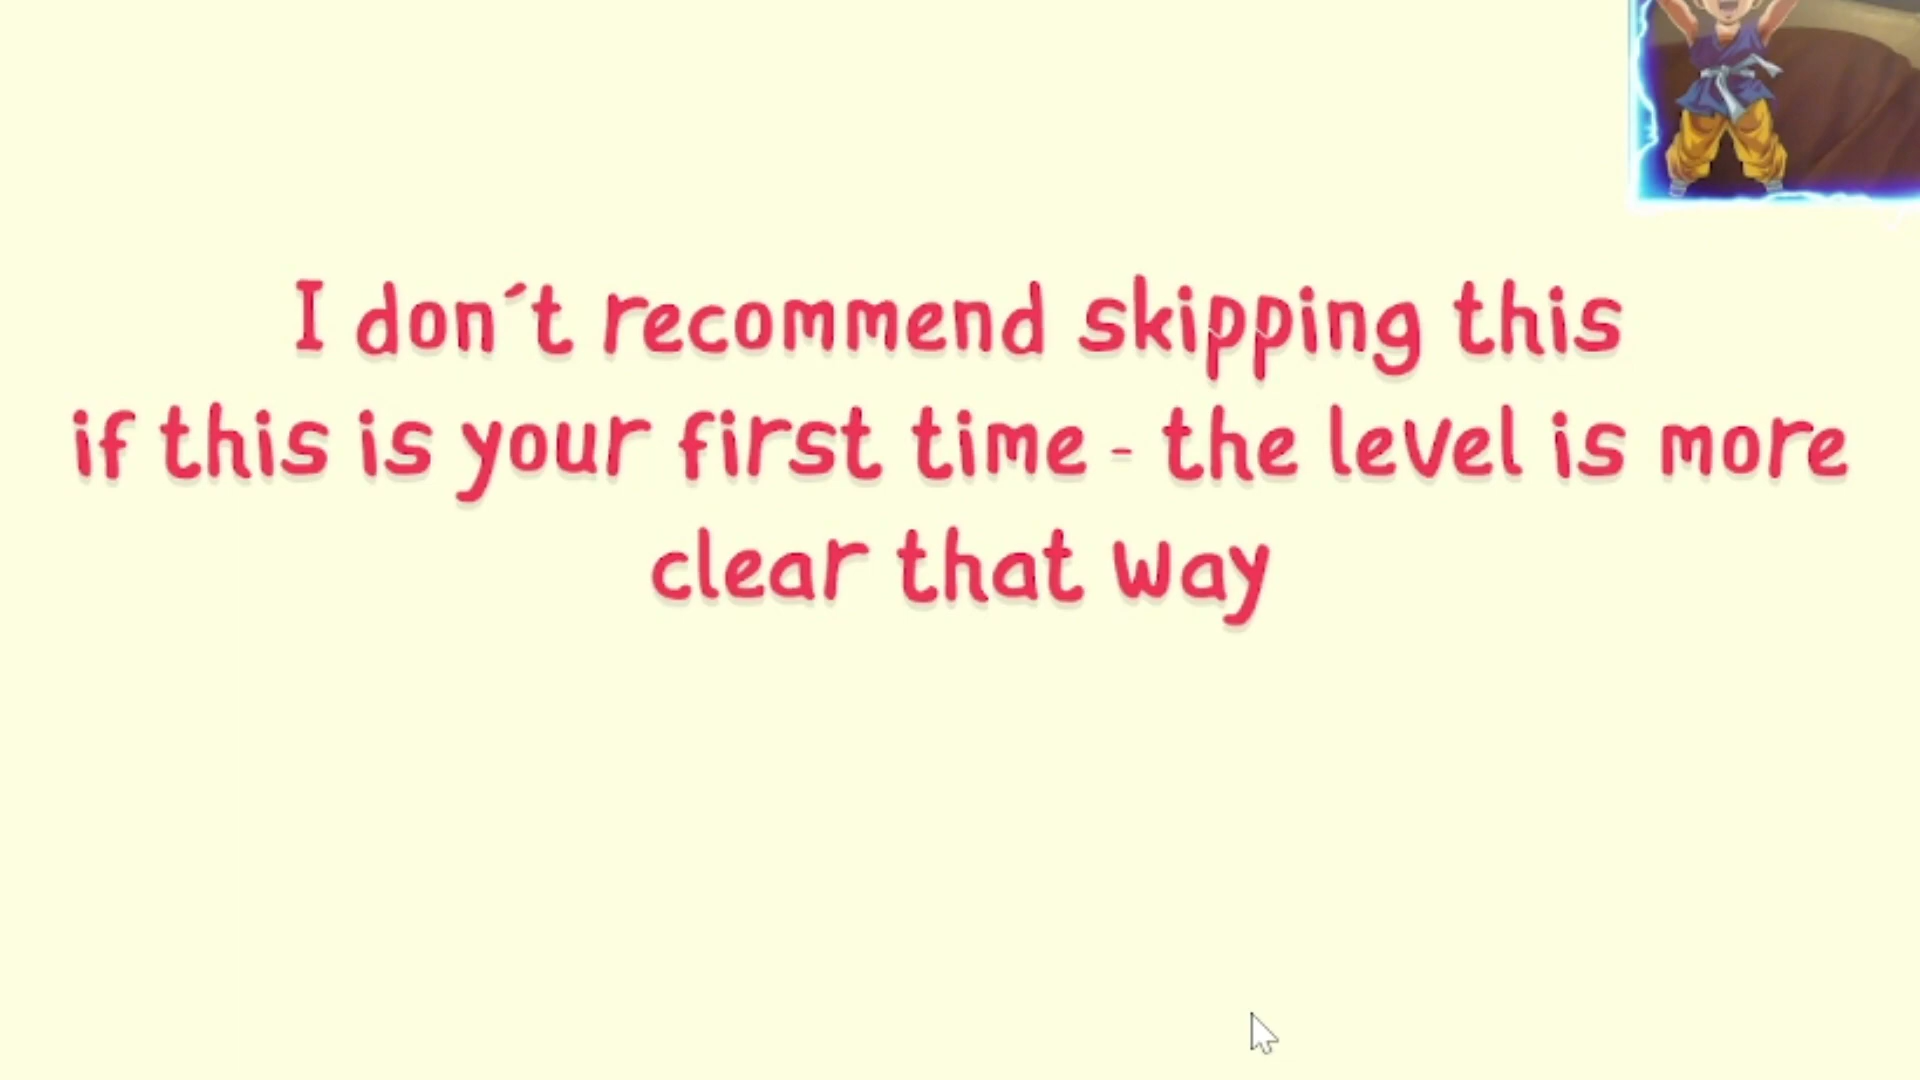 I don´t recommend skipping this
if this is your first time - the level is more
clear that way